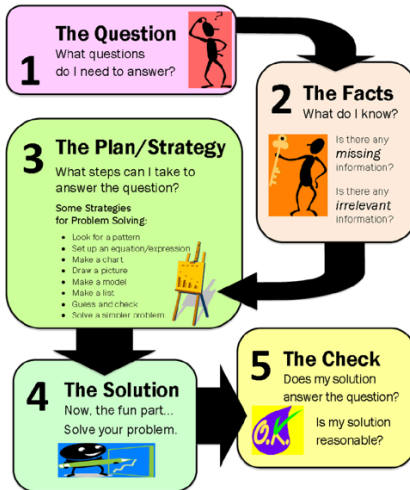 1 The Question
What questions
do I need to answer?
?
2 The Facts
What do I know?
Is there any
missing
information?
Is there any
irrelevant
information?
3 The Plan/Strategy
What steps can I take to
answer the question?
Some Strategies
for Problem Solving:
• Look for a pattern
• Set up an equation/expression
• Make a chart
• Draw a picture
• Make a model
• Make a list
• Guess and check
• Solve a simpler problem
4 The Solution
Now, the fun part...
Solve your problem.
5 The Check
Does my solution
answer the question?
O.K.
Is my solution
reasonable?